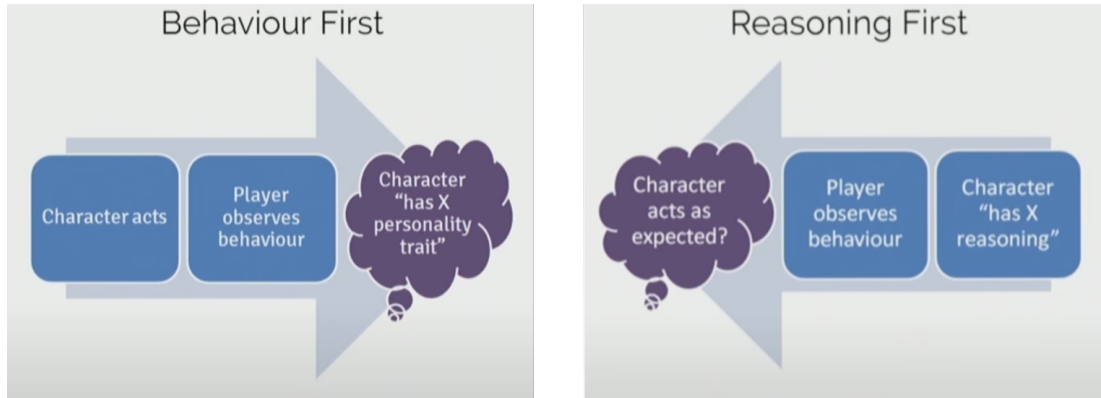 Behaviour First
Character acts
Player
observes
behaviour
Character
“has X
personality
trait”
Reasoning First
Character
acts as
expected?
Player
observes
behaviour
Character
“has X
reasoning”